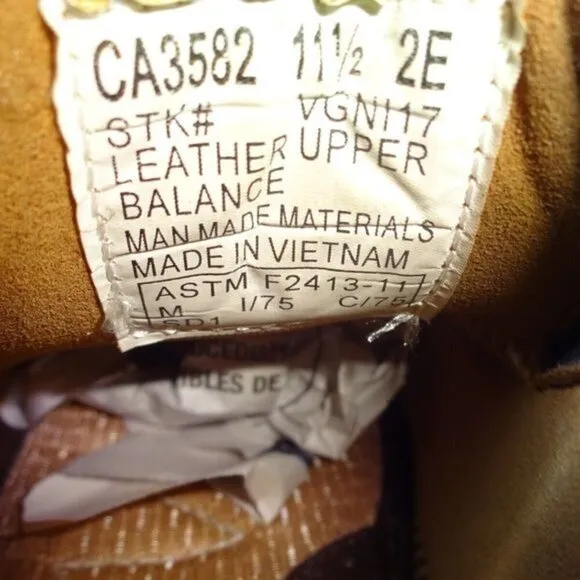 CA3582 11½ 2E
STK# VGNI17
LEATHER UPPER
BALANCE
MAN MADE MATERIALS
MADE IN VIETNAM
ASTM F2413-11
M I/75 C/75
SD1
IBLES DE